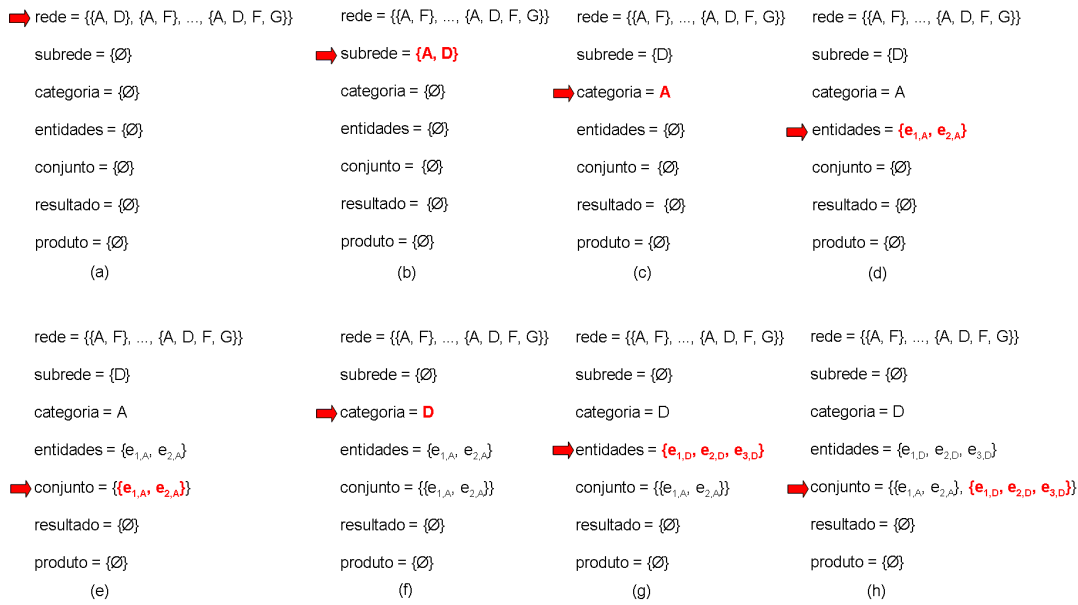 rede = {{A, D}, {A, F}, ..., {A, D, F, G}}
subrede = {Ø}
categoria = {Ø}
entidades = {Ø}
conjunto = {Ø}
resultado = {Ø}
produto = {Ø}
(a)
rede = {{A, F}, ..., {A, D, F, G}}
subrede = {A, D}
categoria = {Ø}
entidades = {Ø}
conjunto = {Ø}
resultado = {Ø}
produto = {Ø}
(b)
rede = {{A, F}, ..., {A, D, F, G}}
subrede = {D}
categoria = A
entidades = {Ø}
conjunto = {Ø}
resultado = {Ø}
produto = {Ø}
(c)
rede = {{A, F}, ..., {A, D, F, G}}
subrede = {D}
categoria = A
entidades = {e1,A, e2,A}
conjunto = {Ø}
resultado = {Ø}
produto = {Ø}
(d)
rede = {{A, F}, ..., {A, D, F, G}}
subrede = {D}
categoria = A
entidades = {e1,A, e2,A}
conjunto = {{e1,A, e2,A}}
resultado = {Ø}
produto = {Ø}
(e)
rede = {{A, F}, ..., {A, D, F, G}}
subrede = {Ø}
categoria = D
entidades = {e1,A, e2,A}
conjunto = {{e1,A, e2,A}}
resultado = {Ø}
produto = {Ø}
(f)
rede = {{A, F}, ..., {A, D, F, G}}
subrede = {Ø}
categoria = D
entidades = {e1,D, e2,D, e3,D}
conjunto = {{e1,A, e2,A}}
resultado = {Ø}
produto = {Ø}
(g)
rede = {{A, F}, ..., {A, D, F, G}}
subrede = {Ø}
categoria = D
entidades = {e1,D, e2,D, e3,D}
conjunto = {{e1,A, e2,A}, {e1,D, e2,D, e3,D}}
resultado = {Ø}
produto = {Ø}
(h)